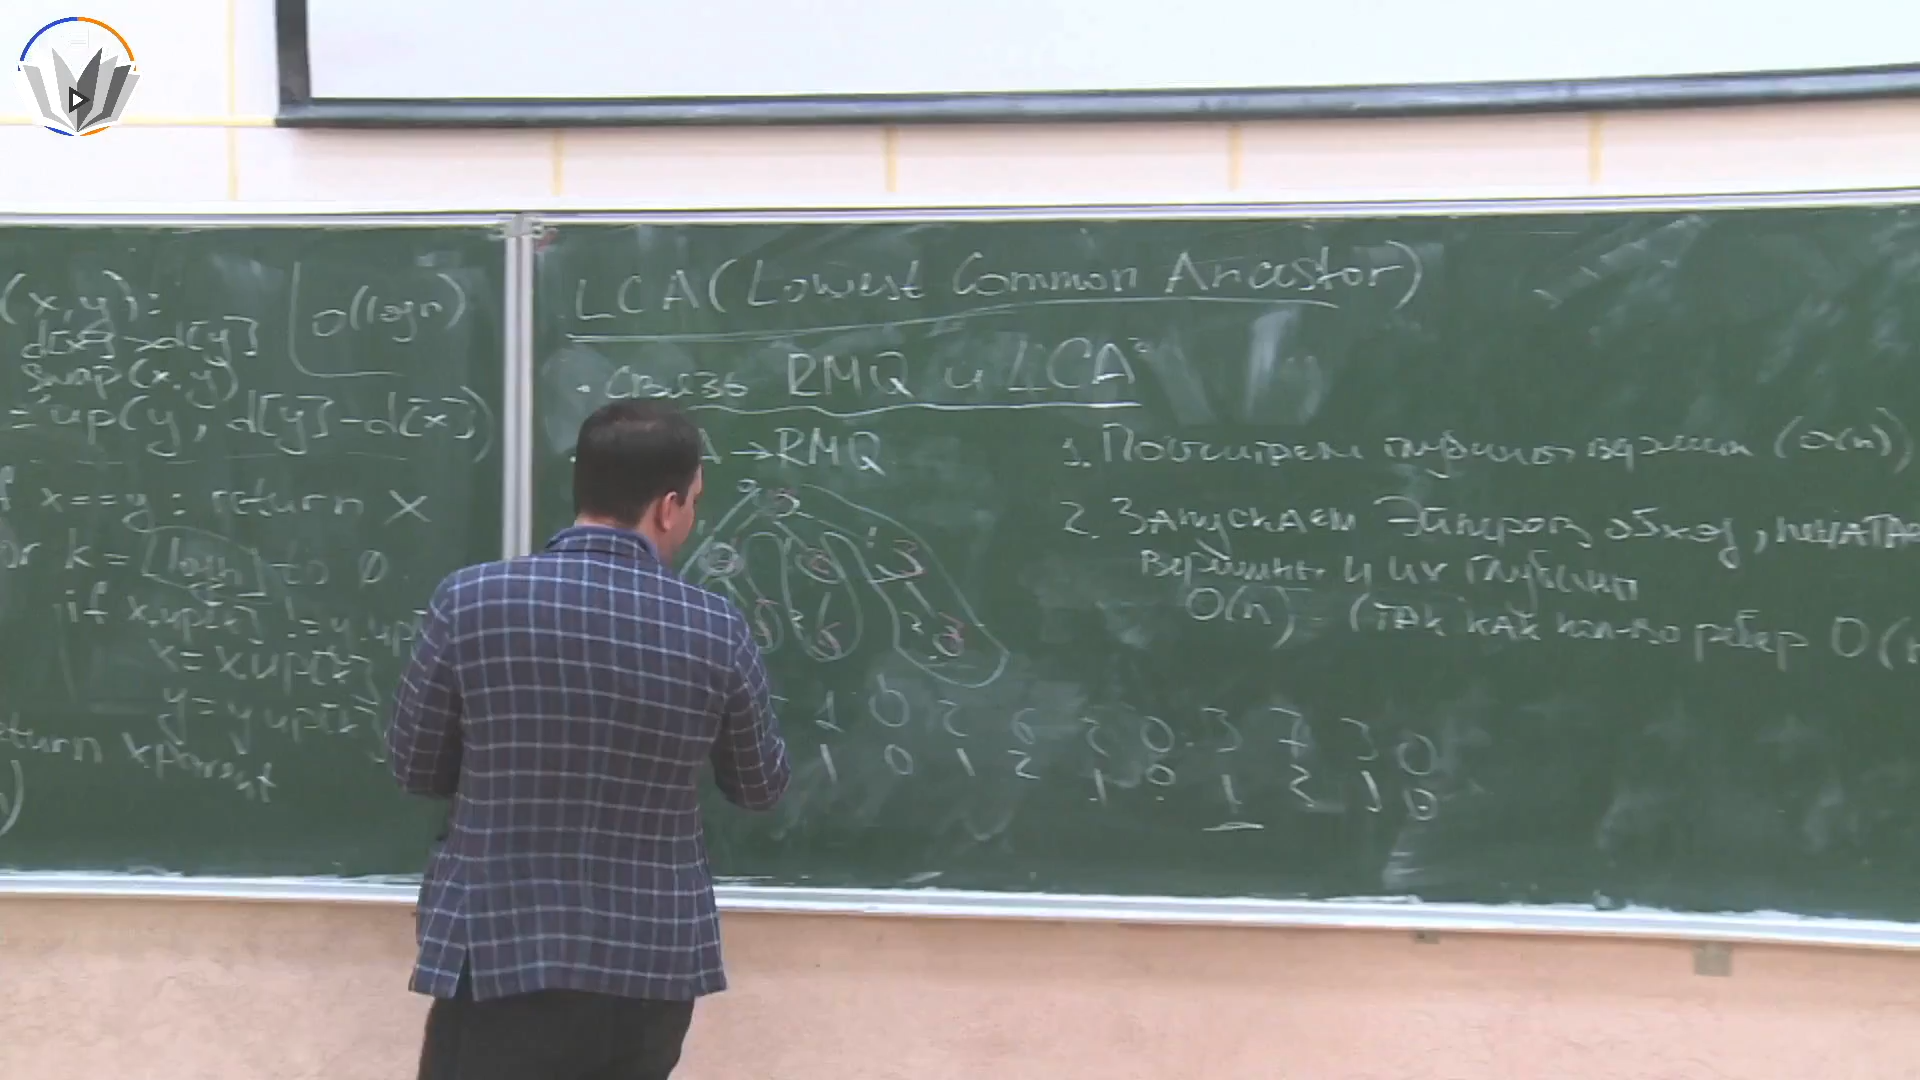 (x,y):
d[x]>d[y]
swap(x,y)
=up(y, d[y]-d[x])
O(logn)
if x==y: return x
for k= logn to 0
if x.up[k] != y.up
x= x.up[k]
y= y.up[k]
return x.parent
LCA (Lowest Common Ancestor)
• Связь RMQ и LCA
A → RMQ
1. Посчитаем глубины вершин (O(n))
2. Запускаем Эйлеров обход, печатая
вершины и их глубины
O(n) - (так как кол-во рёбер O(n
1 0 2 6 2 0 3 7 3 0
1 0 1 2 1 0 1 2 1 0